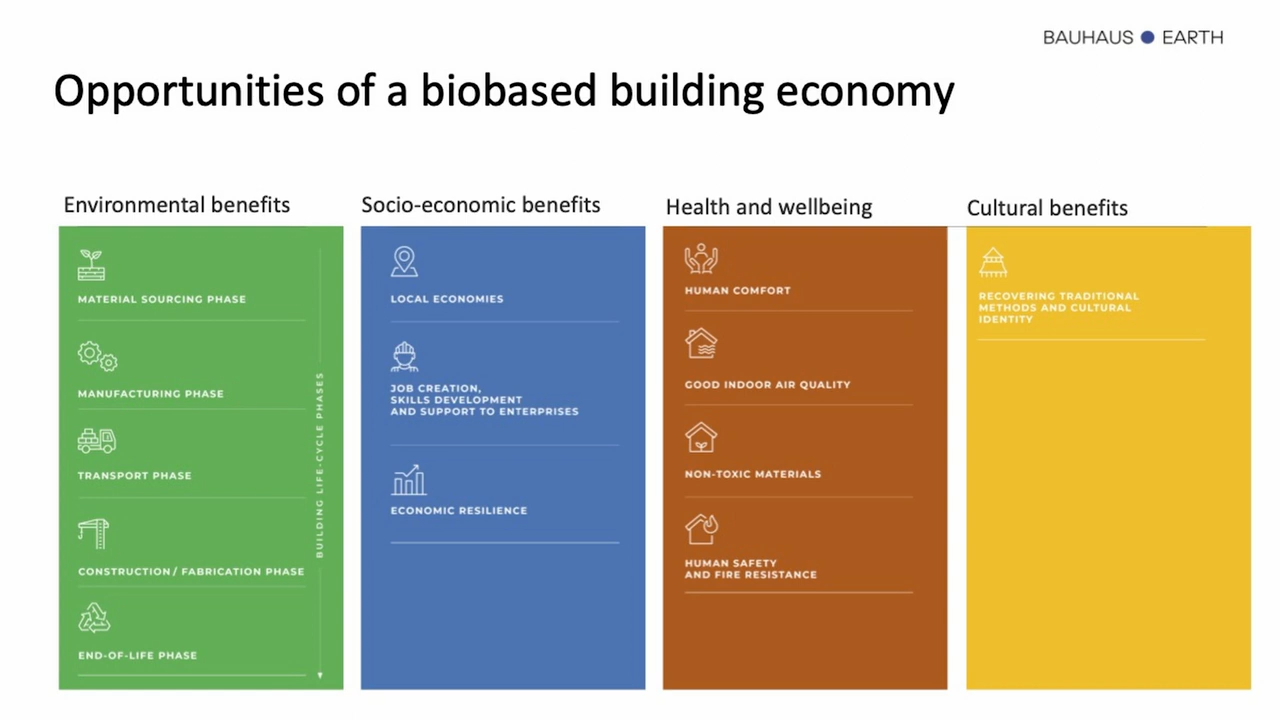 BAUHAUS EARTH
Opportunities of a biobased building economy
Environmental benefits
MATERIAL SOURCING PHASE
MANUFACTURING PHASE
TRANSPORT PHASE
CONSTRUCTION / FABRICATION PHASE
END-OF-LIFE PHASE
BUILDING LIFE-CYCLE PHASES
Socio-economic benefits
LOCAL ECONOMIES
JOB CREATION,
SKILLS DEVELOPMENT
AND SUPPORT TO ENTERPRISES
ECONOMIC RESILIENCE
Health and wellbeing
HUMAN COMFORT
GOOD INDOOR AIR QUALITY
NON-TOXIC MATERIALS
HUMAN SAFETY
AND FIRE RESISTANCE
Cultural benefits
RECOVERING TRADITIONAL
METHODS AND CULTURAL
IDENTITY